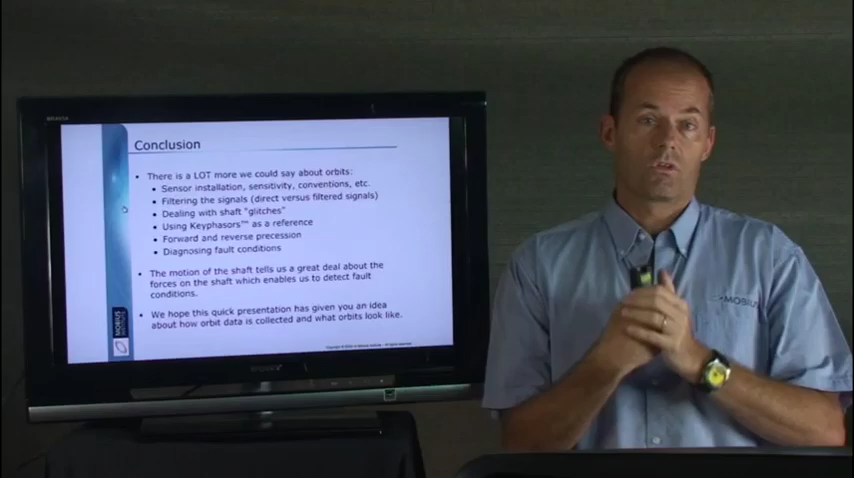 BRAVIA
Conclusion
• There is a LOT more we could say about orbits:
• Sensor installation, sensitivity, conventions, etc.
• Filtering the signals (direct versus filtered signals)
• Dealing with shaft "glitches"
• Using Keyphasors™ as a reference
• Forward and reverse precession
• Diagnosing fault conditions
• The motion of the shaft tells us a great deal about the
forces on the shaft which enables us to detect fault
conditions.
• We hope this quick presentation has given you an idea
about how orbit data is collected and what orbits look like.
MOBIUS
INSTITUTE
SONY
MOBIUS